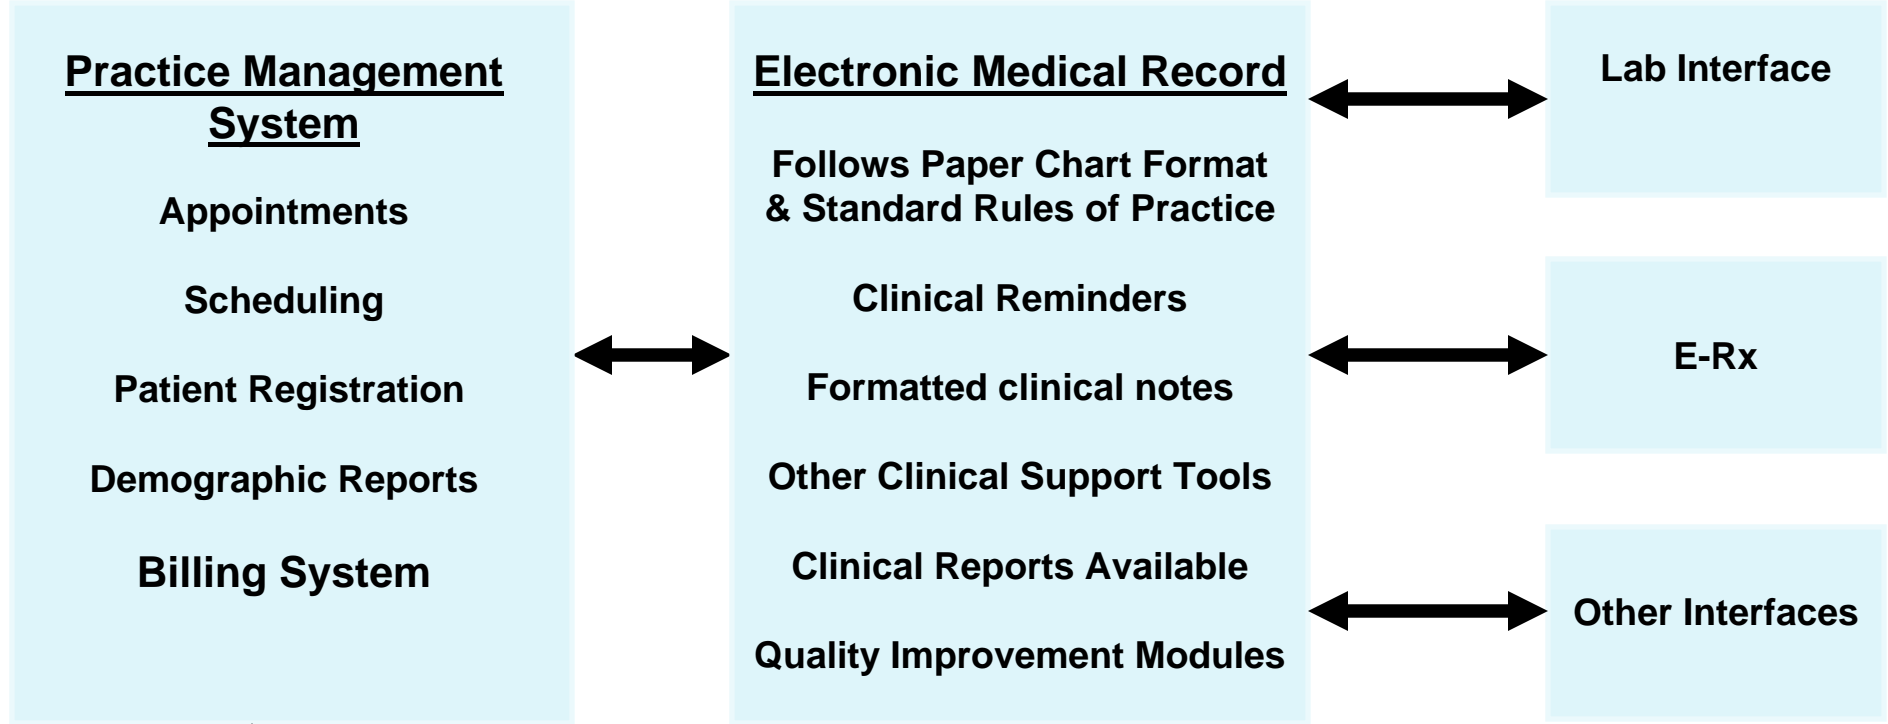 Practice Management
System
Appointments
Scheduling
Patient Registration
Demographic Reports
Billing System
Electronic Medical Record
Follows Paper Chart Format
& Standard Rules of Practice
Clinical Reminders
Formatted clinical notes
Other Clinical Support Tools
Clinical Reports Available
Quality Improvement Modules
Lab Interface
E-Rx
Other Interfaces